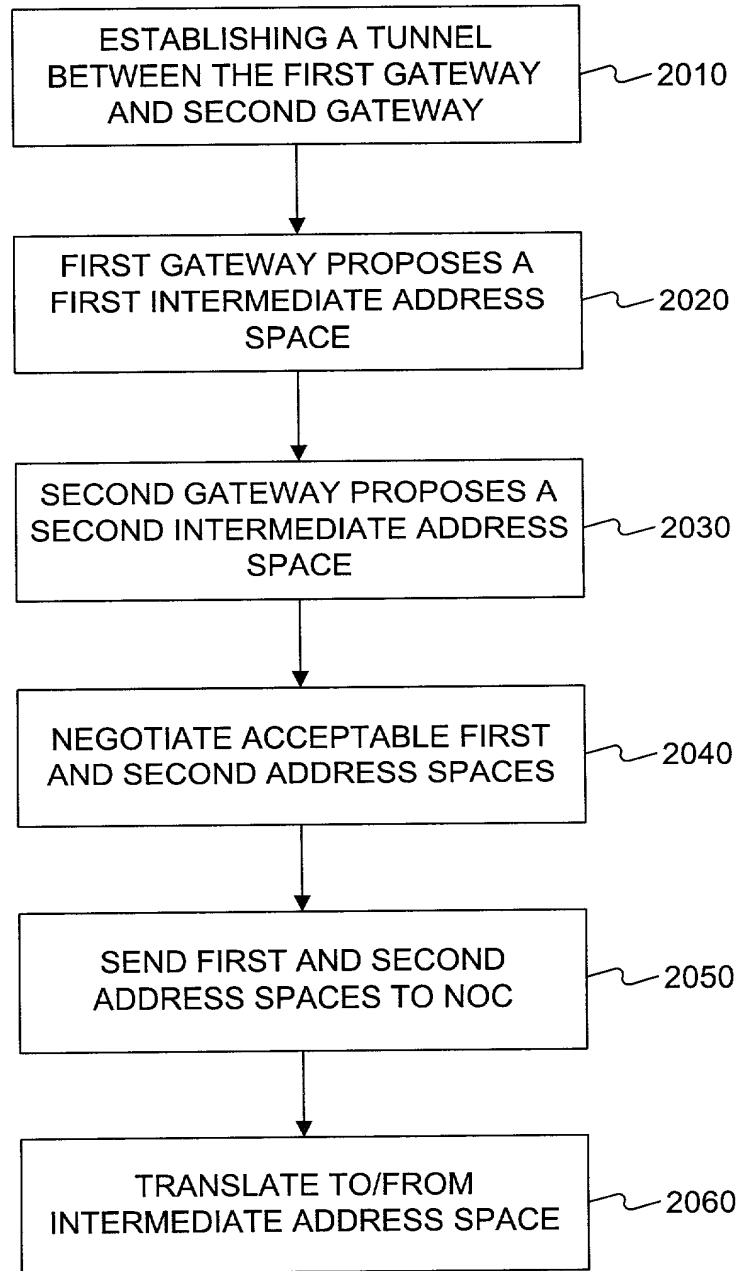 ESTABLISHING A TUNNEL
BETWEEN THE FIRST GATEWAY
AND SECOND GATEWAY
2010
FIRST GATEWAY PROPOSES A
FIRST INTERMEDIATE ADDRESS
SPACE
2020
SECOND GATEWAY PROPOSES A
SECOND INTERMEDIATE ADDRESS
SPACE
2030
NEGOTIATE ACCEPTABLE FIRST
AND SECOND ADDRESS SPACES
2040
SEND FIRST AND SECOND
ADDRESS SPACES TO NOC
2050
TRANSLATE TO/FROM
INTERMEDIATE ADDRESS SPACE
2060